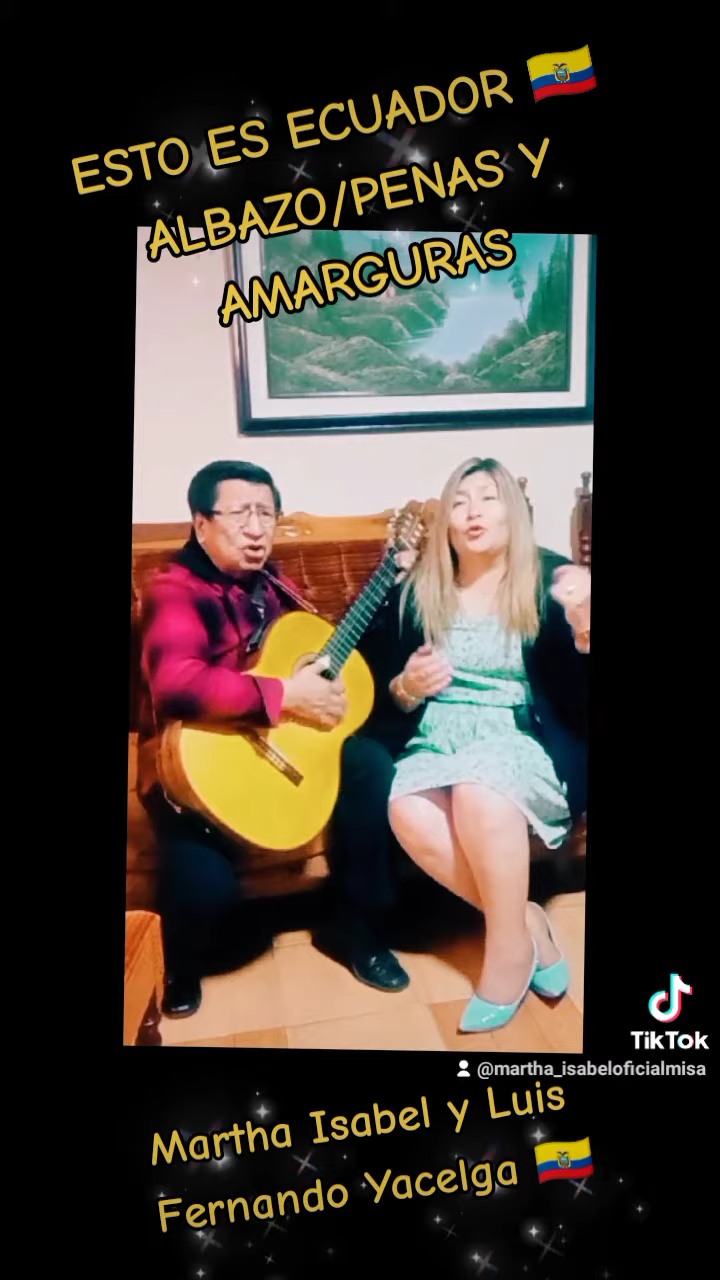 ESTO ES ECUADOR 🇪🇨
ALBAZO/PENAS Y
AMARGURAS
TikTok
@martha_isabeloficialmisa
Martha Isabel y Luis
Fernando Yacelga 🇪🇨